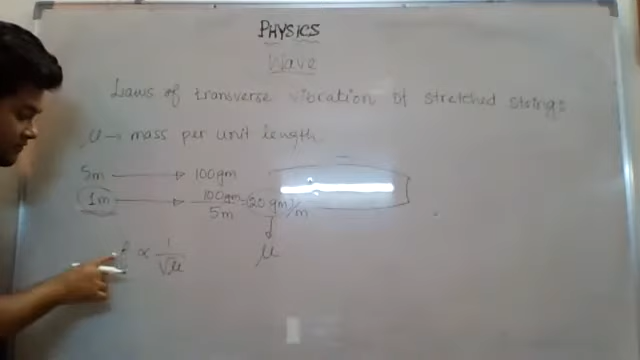 PHYSICS
Wave
Laws of transverse vibration of stretched strings
μ → mass per unit length
5m → 100gm
1m → 100gm/5m = 20 gm/m
μ
f ∝ 1/√μ